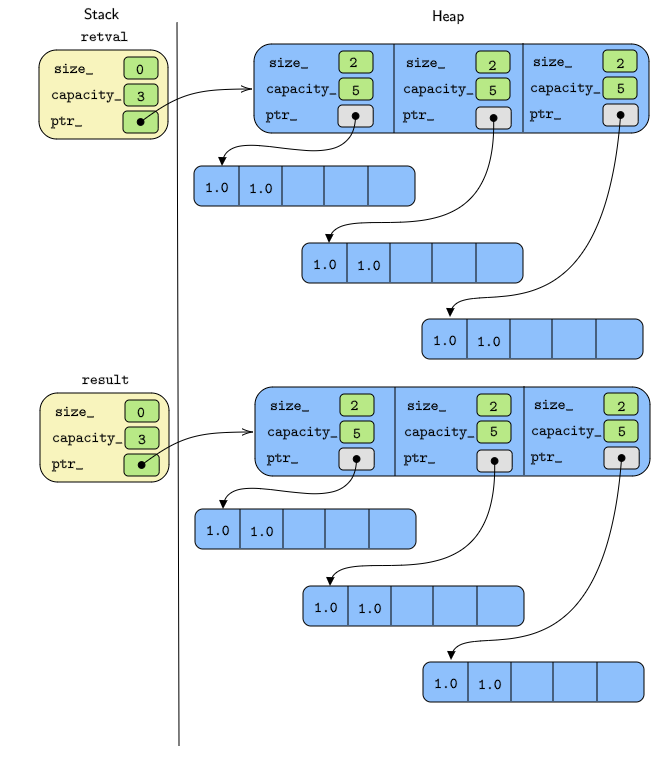 Stack Heap
retval
size_ 0
capacity_ 3
ptr_
size_ 2 size_ 2 size_ 2
capacity_ 5 capacity_ 5 capacity_ 5
ptr_ ptr_ ptr_
1.0 1.0
1.0 1.0
1.0 1.0
result
size_ 0
capacity_ 3
ptr_
size_ 2 size_ 2 size_ 2
capacity_ 5 capacity_ 5 capacity_ 5
ptr_ ptr_ ptr_
1.0 1.0
1.0 1.0
1.0 1.0